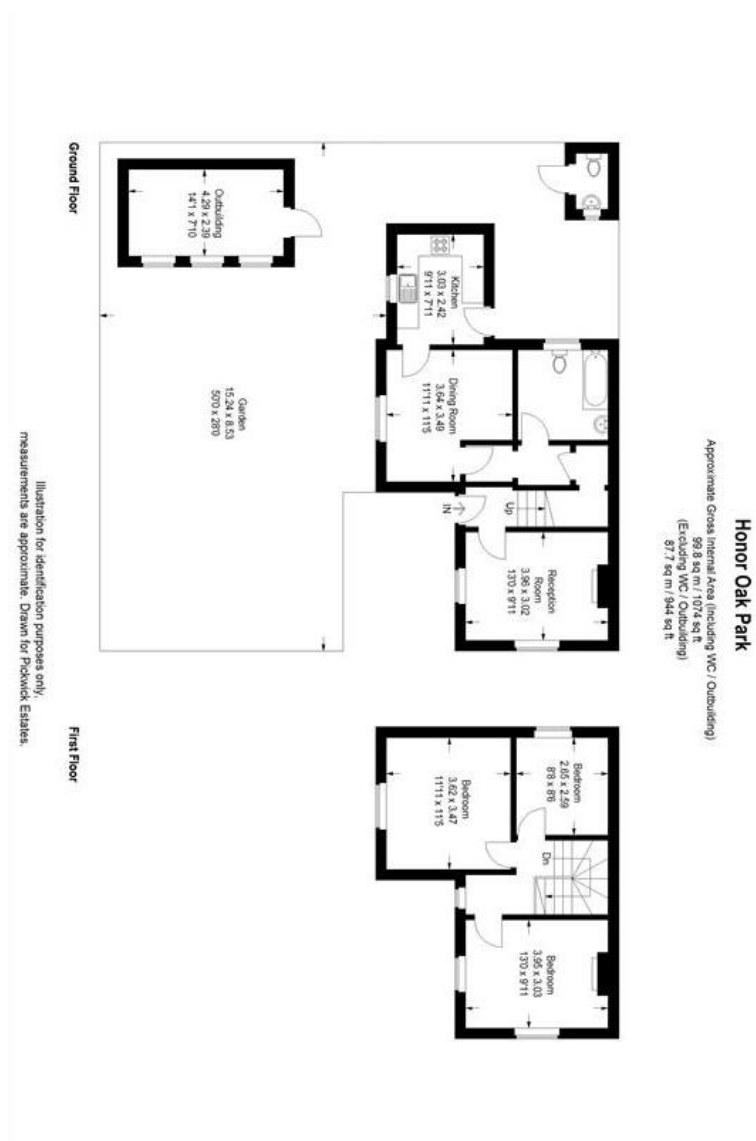 Honor Oak Park
Approximate Gross Internal Area (Including WC / Outbuilding)
99.8 sq m / 1074 sq ft
(Excluding WC / Outbuilding)
87.7 sq m / 944 sq ft
Outbuilding
4.29 x 2.39
14'1 x 7'10
Kitchen
3.03 x 2.42
9'11 x 7'11
Dining Room
3.64 x 3.49
11'11 x 11'5
Up
IN
Reception
Room
3.96 x 3.02
13'0 x 9'11
Garden
15.24 x 8.53
50'0 x 28'0
Ground Floor
Bedroom
2.65 x 2.59
8'8 x 8'6
Bedroom
3.62 x 3.47
11'11 x 11'5
Dn
Bedroom
3.95 x 3.03
13'0 x 9'11
First Floor
Illustration for identification purposes only,
measurements are approximate. Drawn for Pickwick Estates.